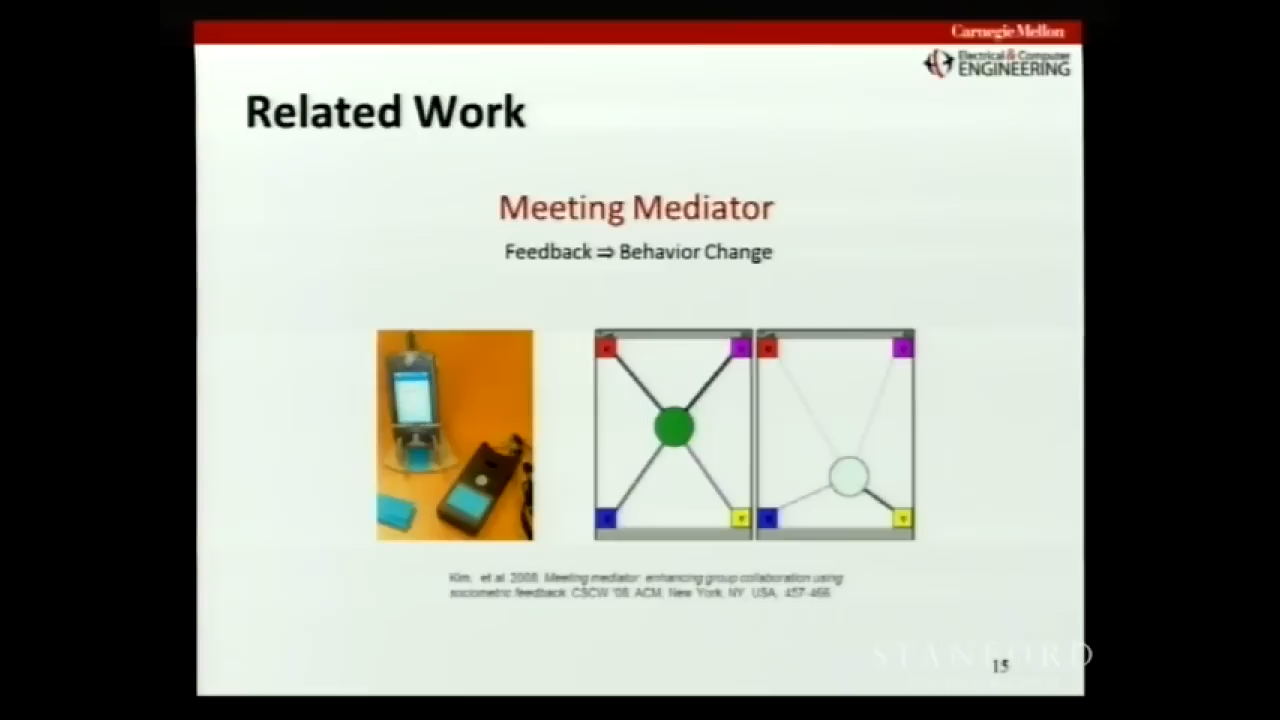 Carnegie Mellon
Electrical & Computer
ENGINEERING
Related Work
Meeting Mediator
Feedback ⇒ Behavior Change
Kim, et al. 2008. Meeting mediator: enhancing group collaboration using
sociometric feedback. CSCW '08. ACM, New York, NY, USA, 457-466.
STANFORD
15